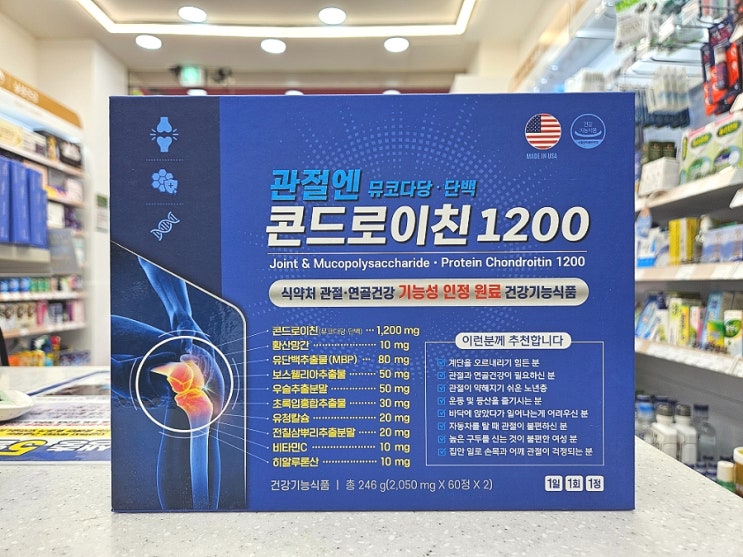 MADE IN USA
건강
기능식품
관절엔 뮤코다당·단백
콘드로이친 1200
Joint & Mucopolysaccharide · Protein Chondroitin 1200
식약처 관절·연골건강 기능성 인정 원료 건강기능식품
콘드로이친(뮤코다당·단백) ··· 1,200 mg
황산망간 ··· 10 mg
유단백추출물(MBP) ··· 80 mg
보스웰리아추출물 ··· 50 mg
우슬추출분말 ··· 50 mg
초록입홍합추출물 ··· 30 mg
유청칼슘 ··· 20 mg
전칠삼뿌리추출분말 ··· 20 mg
비타민C ··· 10 mg
히알루론산 ··· 10 mg
이런분께 추천합니다
계단을 오르내리기 힘든 분
관절과 연골건강이 필요하신 분
관절이 약해지기 쉬운 노년층
운동 및 등산을 즐기시는 분
바닥에 앉았다가 일어나는게 어려우신 분
자동차를 탈 때 관절이 불편하신 분
높은 구두를 신는 것이 불편한 여성 분
집안 일로 손목과 어깨 관절이 걱정되는 분
건강기능식품 | 총 246 g(2,050 mg X 60정 X 2)
1일 1회 1정